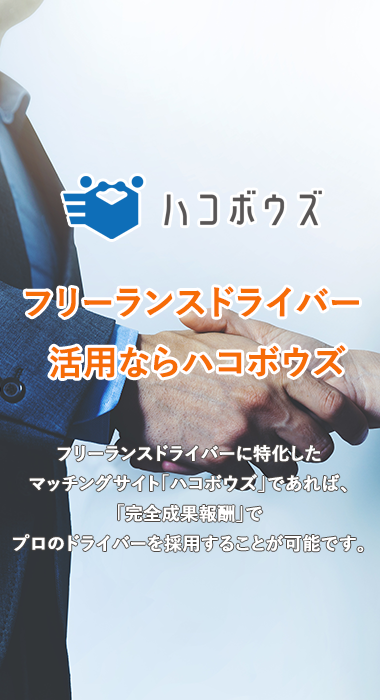 ハコボウズ
フリーランスドライバー
活用ならハコボウズ
フリーランスドライバーに特化した
マッチングサイト「ハコボウズ」であれば、
「完全成果報酬」で
プロのドライバーを採用することが可能です。